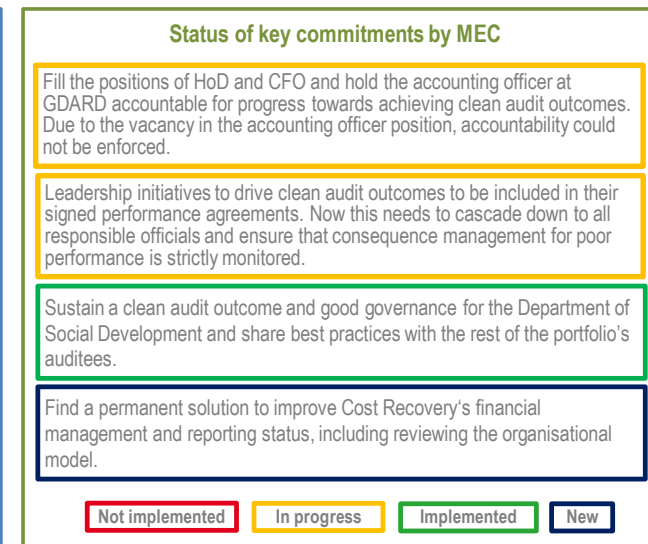 Status of key commitments by MEC
Fill the positions of HoD and CFO and hold the accounting officer at
GDARD accountable for progress towards achieving clean audit outcomes.
Due to the vacancy in the accounting officer position, accountability could
not be enforced.
Leadership initiatives to drive clean audit outcomes to be included in their
signed performance agreements. Now this needs to cascade down to all
responsible officials and ensure that consequence management for poor
performance is strictly monitored.
Sustain a clean audit outcome and good governance for the Department of
Social Development and share best practices with the rest of the portfolio's
auditees.
Find a permanent solution to improve Cost Recovery‘s financial
management and reporting status, including reviewing the organisational
model.
Not implemented In progress Implemented New